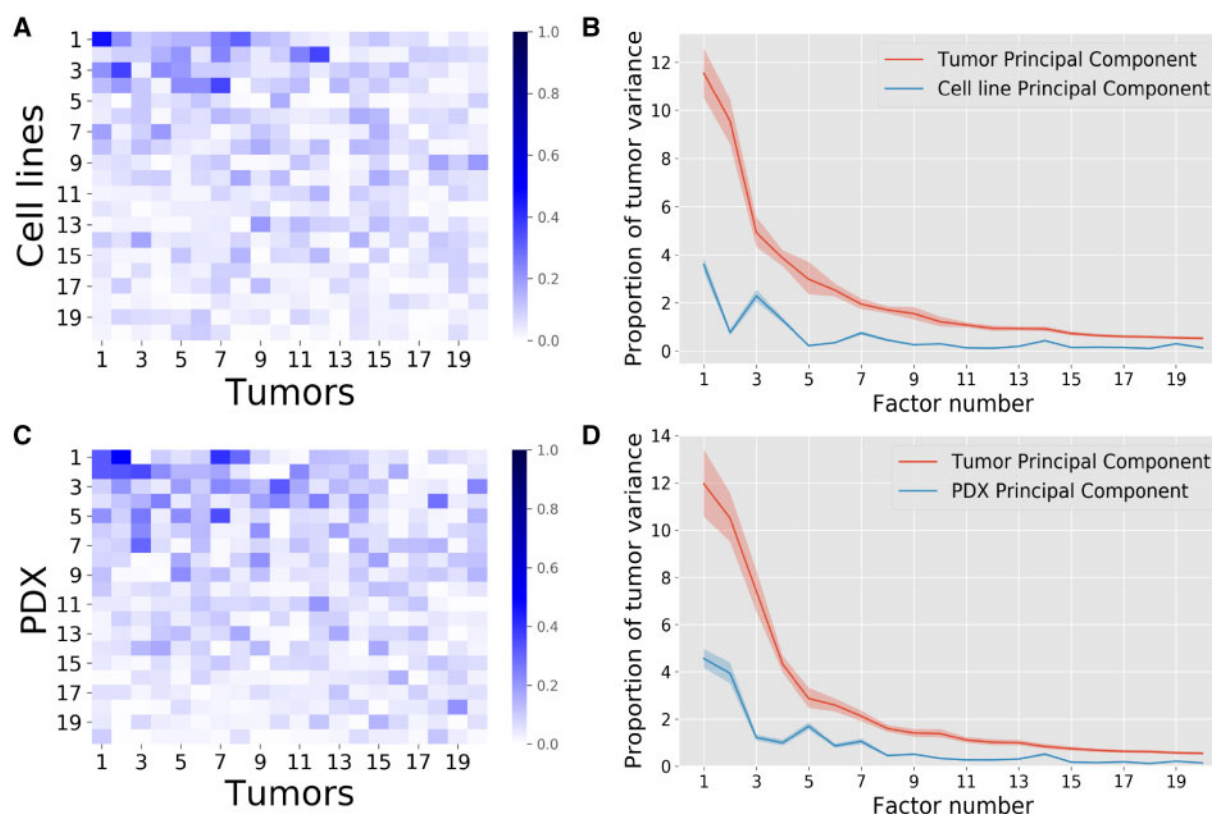 A
Cell lines
1
3
5
7
9
11
13
15
17
19
1 3 5 7 9 11 13 15 17 19
Tumors
1.0
0.8
0.6
0.4
0.2
0.0
B
Proportion of tumor variance
12
10
8
6
4
2
0
Tumor Principal Component
Cell line Principal Component
1 3 5 7 9 11 13 15 17 19
Factor number
C
PDX
1
3
5
7
9
11
13
15
17
19
1 3 5 7 9 11 13 15 17 19
Tumors
1.0
0.8
0.6
0.4
0.2
0.0
D
Proportion of tumor variance
14
12
10
8
6
4
2
0
Tumor Principal Component
PDX Principal Component
1 3 5 7 9 11 13 15 17 19
Factor number